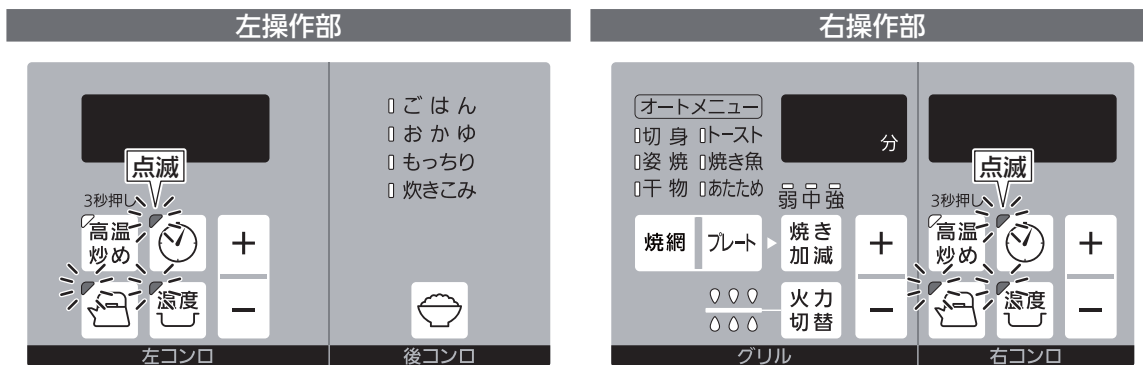 左操作部
ごはん
おかゆ
もっちり
炊きこみ
点滅
3秒押し
高温
炒め
+
温度
−
左コンロ
後コンロ
右操作部
オートメニュー
切身 トースト
姿焼 焼き魚
干物 あたため
分
弱 中 強
焼網 プレート
焼き
加減
+
火力
切替
−
点滅
3秒押し
高温
炒め
+
温度
−
グリル
右コンロ